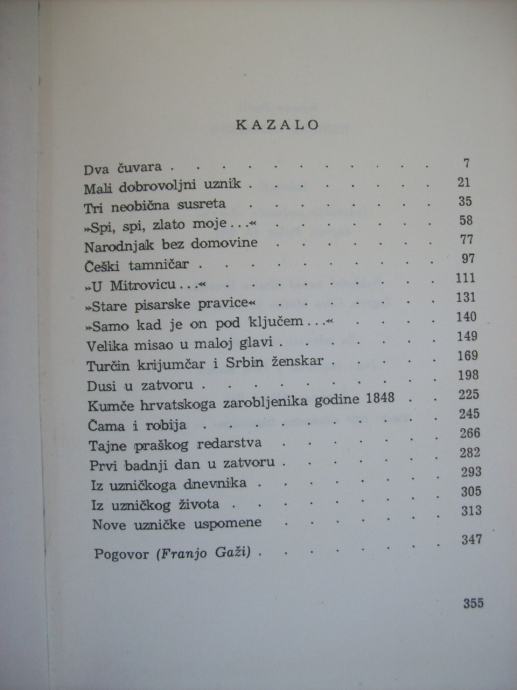 KAZALO
Dva čuvara . . . . . . . . . . . . 7
Mali dobrovoljni uznik . . . . . . . . . 21
Tri neobična susreta . . . . . . . . . 35
»Spi, spi, zlato moje...« . . . . . . . . 58
Narodnjak bez domovine . . . . . . . . 77
Češki tamničar . . . . . . . . . . . 97
»U Mitrovicu...« . . . . . . . . . . 111
»Stare pisarske pravice« . . . . . . . . 131
»Samo kad je on pod ključem...« . . . . . 140
Velika misao u maloj glavi . . . . . . . 149
Turčin krijumčar i Srbin ženskar . . . . . 169
Dusi u zatvoru . . . . . . . . . . . 198
Kumče hrvatskoga zarobljenika godine 1848 . . 225
Čama i robija . . . . . . . . . . . 245
Tajne praškog redarstva . . . . . . . . 266
Prvi badnji dan u zatvoru . . . . . . . 282
Iz uzničkoga dnevnika . . . . . . . . 293
Iz uzničkog života . . . . . . . . . . 305
Nove uzničke uspomene . . . . . . . 313
Pogovor (Franjo Gaži) . . . . . . . . 347
355